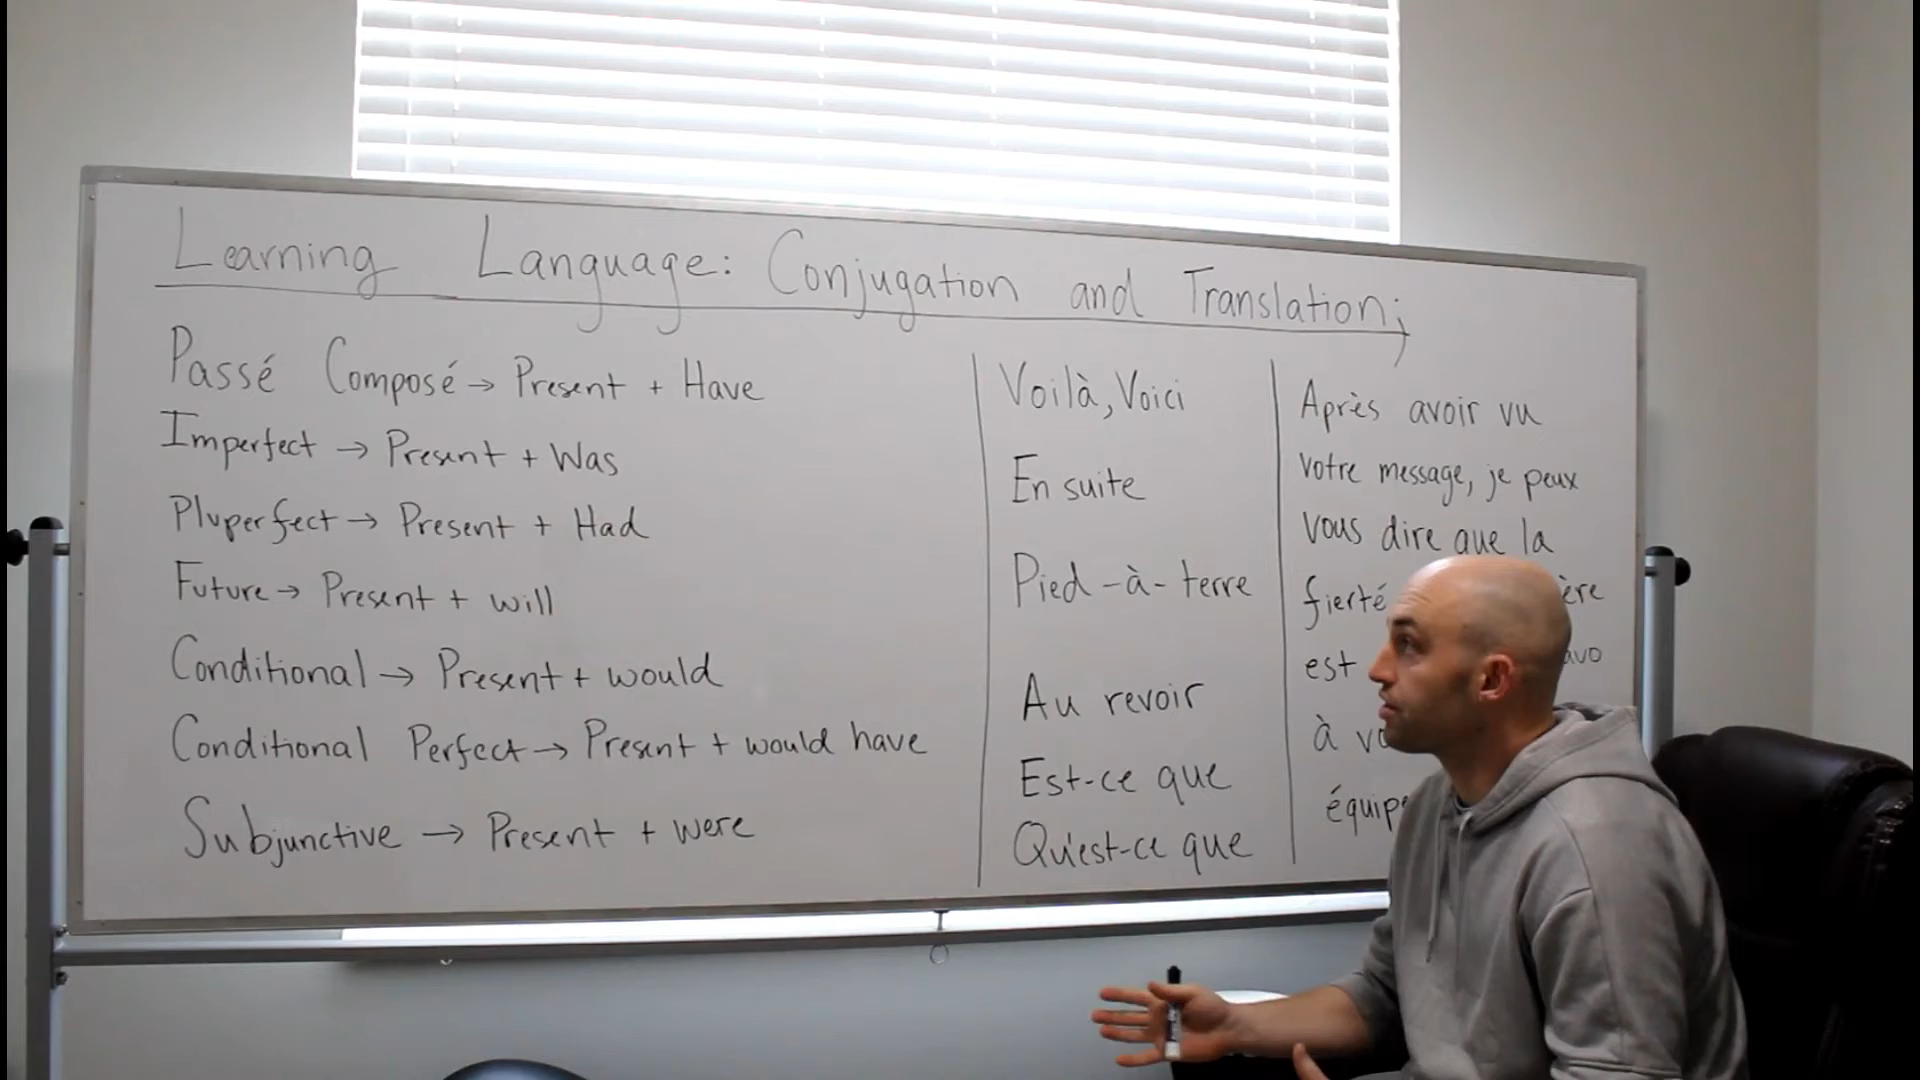 Learning Language: Conjugation and Translation;
Passé Composé → Present + Have
Imperfect → Present + Was
Pluperfect → Present + Had
Future → Present + will
Conditional → Present + would
Conditional Perfect → Present + would have
Subjunctive → Present + were
Voilà, Voici
En suite
Pied-à-terre
Au revoir
Est-ce que
Qu'est-ce que
Après avoir vu
votre message, je peux
vous dire que la
fierté
est
à